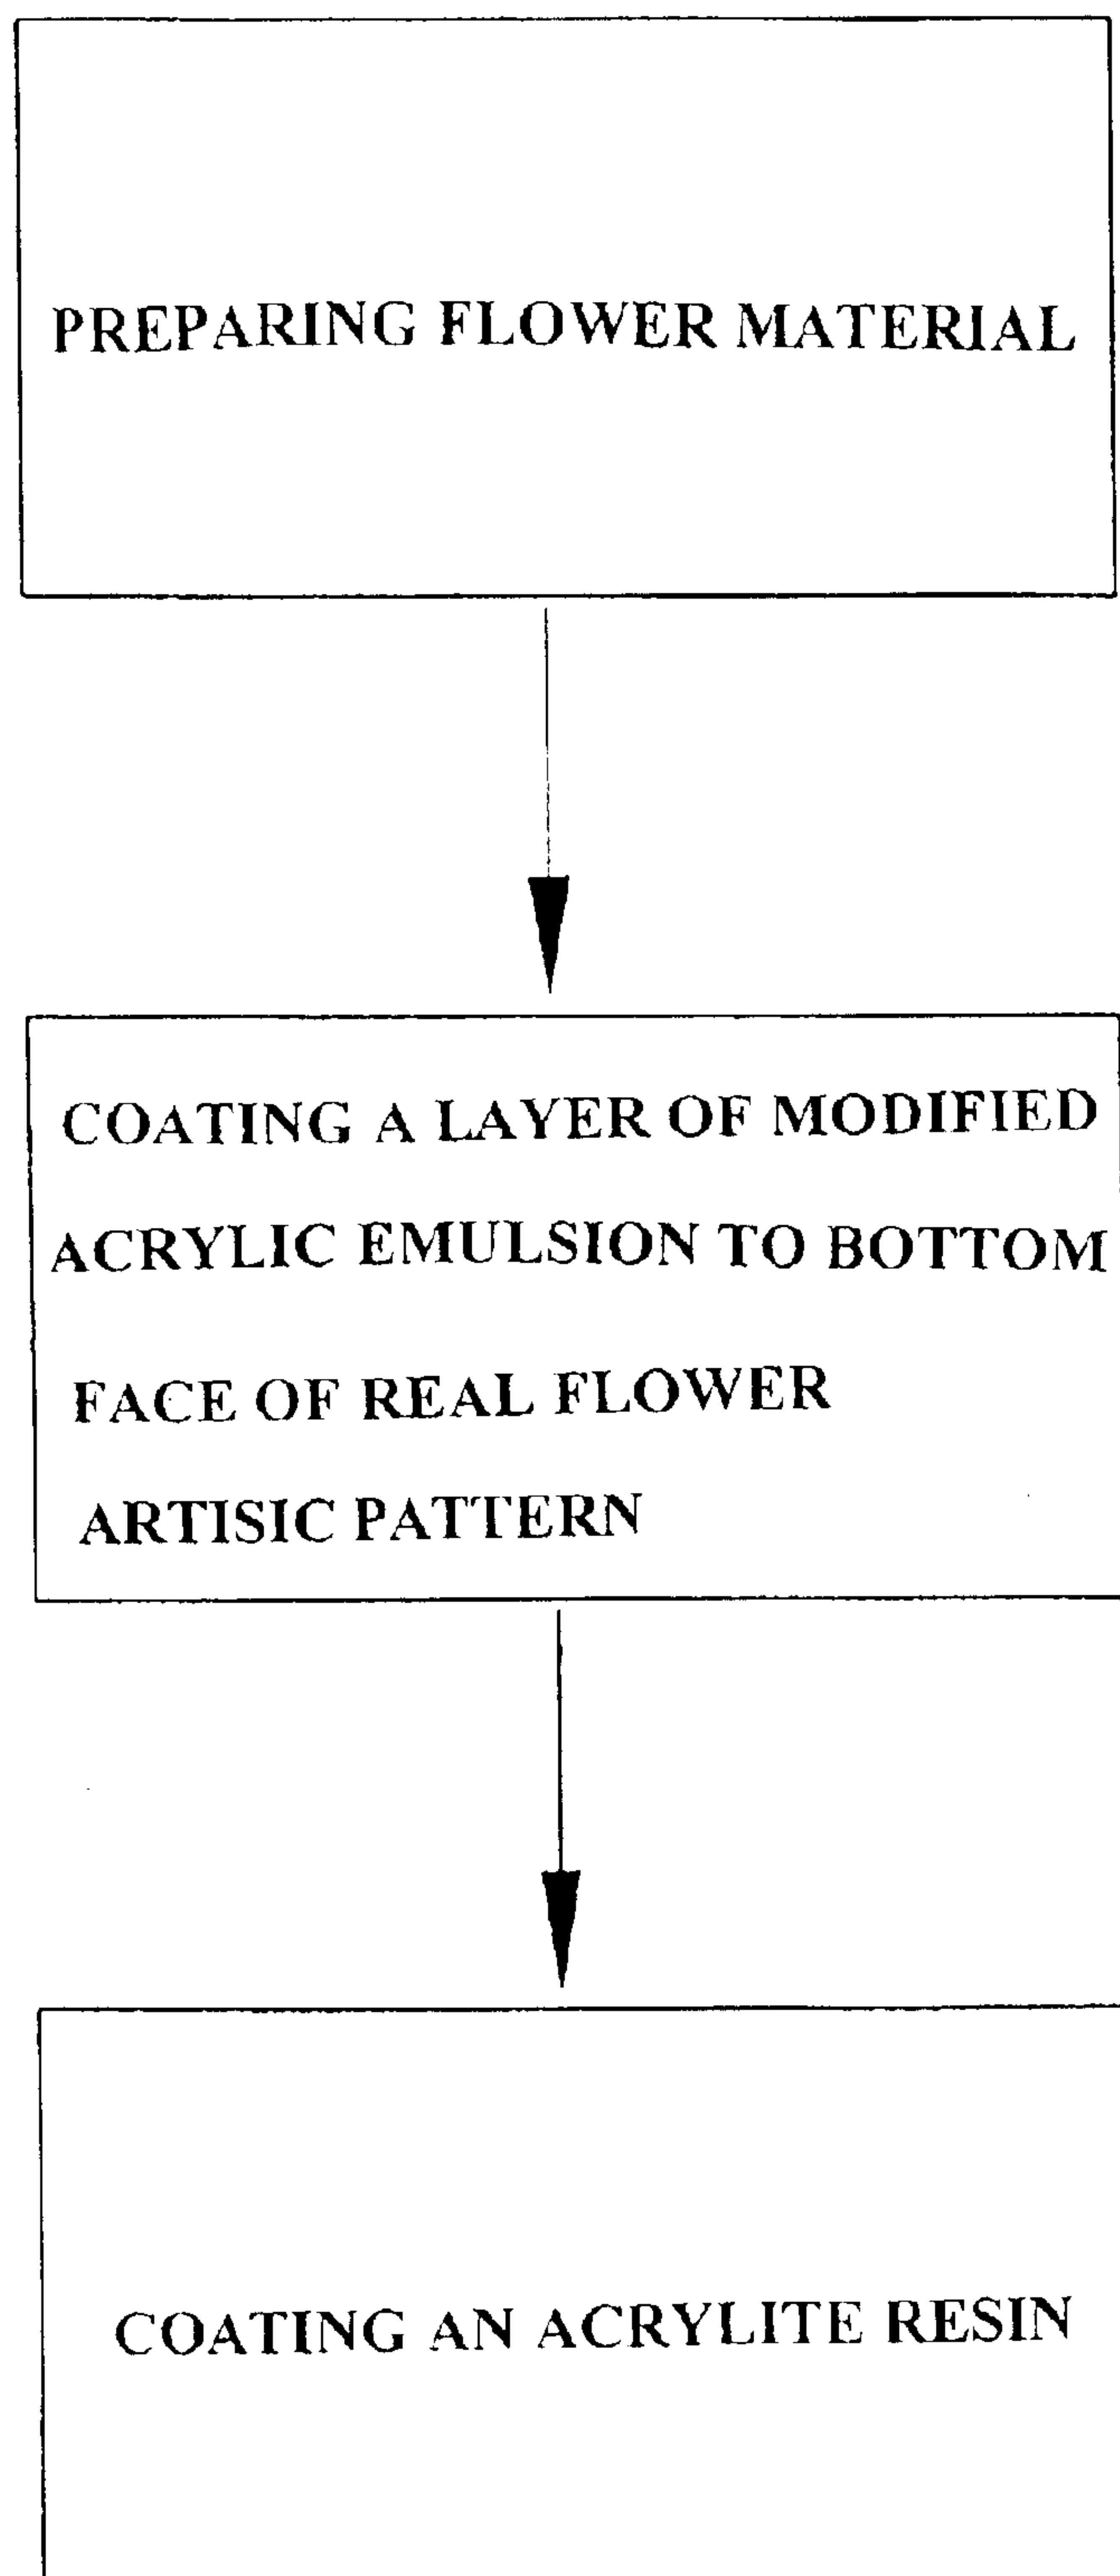 PREPARING FLOWER MATERIAL
COATING A LAYER OF MODIFIED
ACRYLIC EMULSION TO BOTTOM
FACE OF REAL FLOWER
ARTISIC PATTERN
COATING AN ACRYLITE RESIN